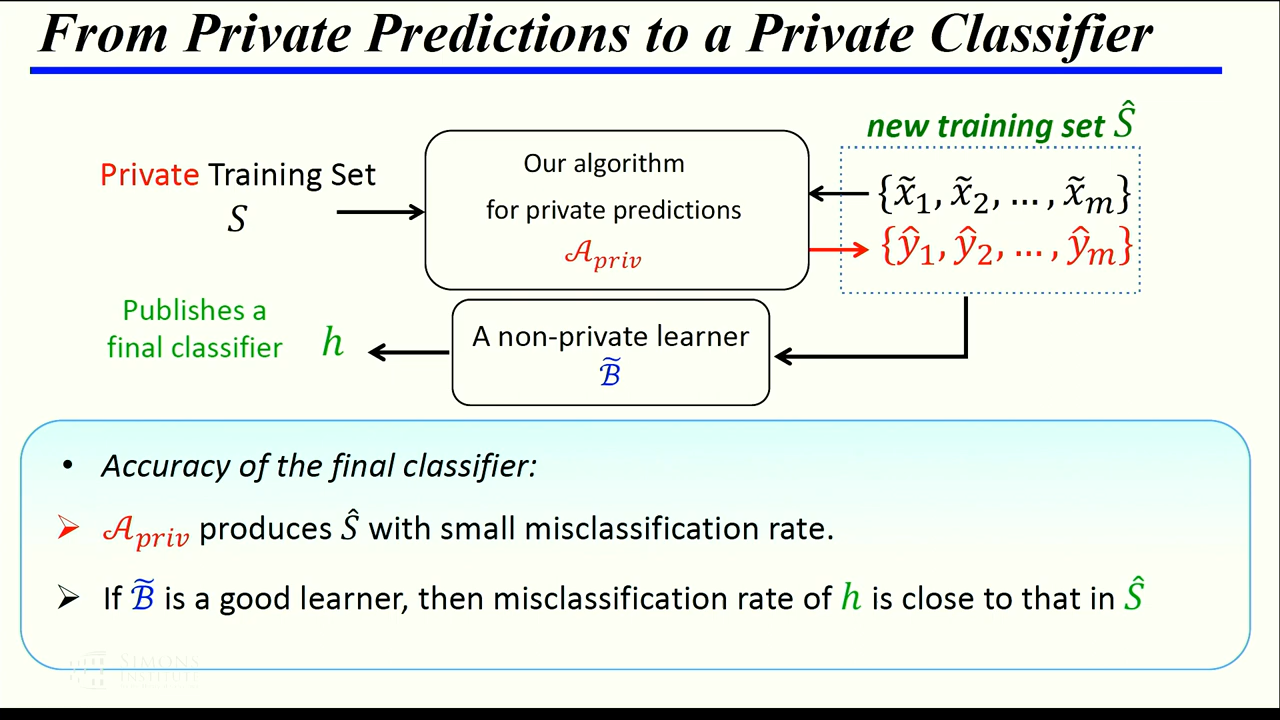 From Private Predictions to a Private Classifier
new training set Ŝ
Private Training Set
S
Our algorithm
for private predictions
𝒜priv
{x̃1, x̃2, … , x̃m}
{ŷ1, ŷ2, … , ŷm}
Publishes a
final classifier
h
A non-private learner
ℬ̃
• Accuracy of the final classifier:
➢ 𝒜priv produces Ŝ with small misclassification rate.
➢ If ℬ̃ is a good learner, then misclassification rate of h is close to that in Ŝ
SIMONS
INSTITUTE